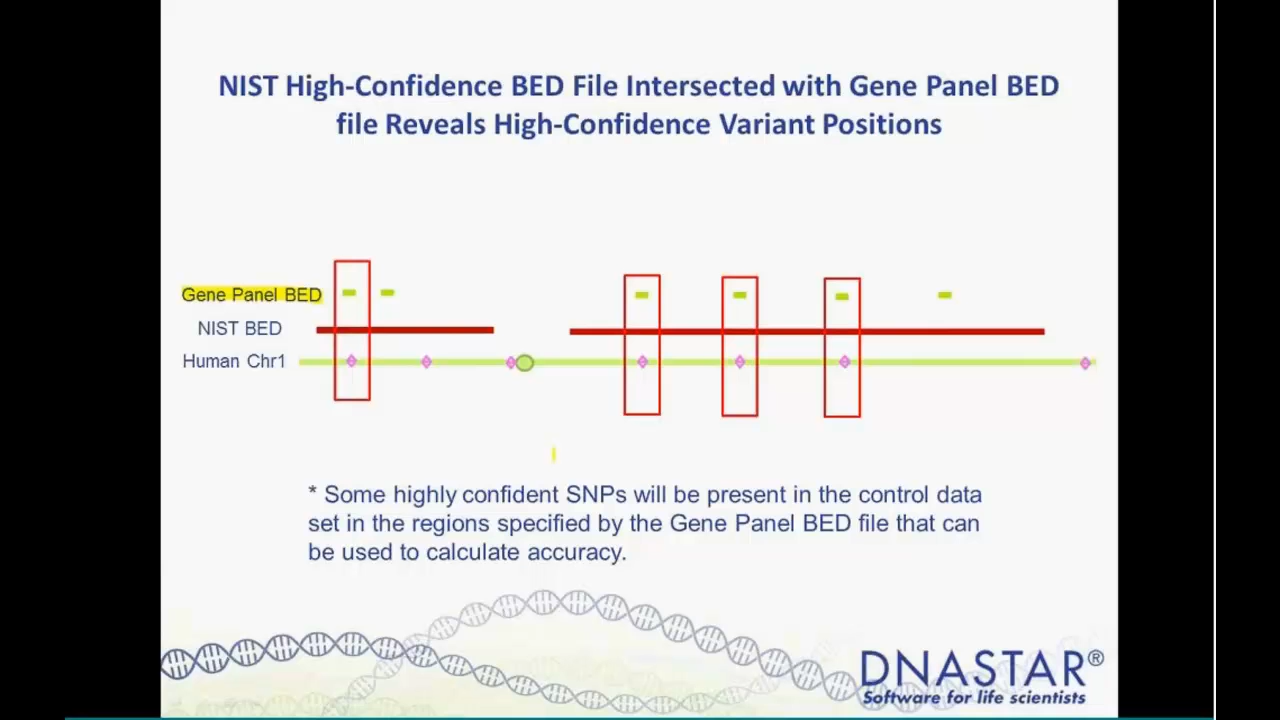 NIST High-Confidence BED File Intersected with Gene Panel BED
file Reveals High-Confidence Variant Positions
Gene Panel BED
NIST BED
Human Chr1
* Some highly confident SNPs will be present in the control data
set in the regions specified by the Gene Panel BED file that can
be used to calculate accuracy.
DNASTAR®
Software for life scientists